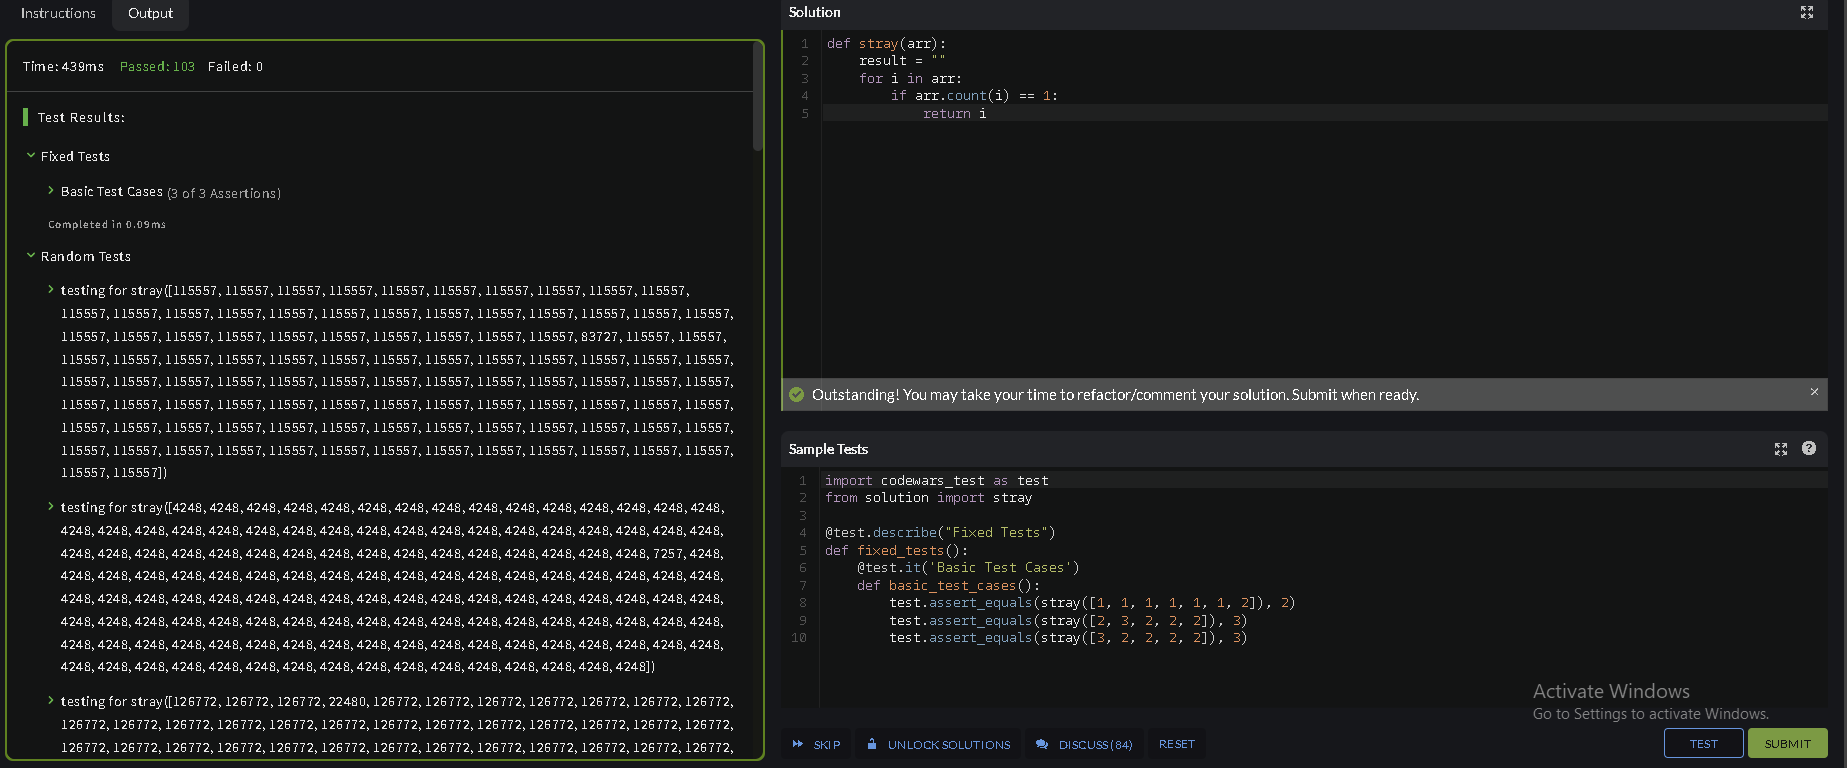 Instructions Output
Time: 439ms Passed: 103 Failed: 0
Test Results:
Fixed Tests
Basic Test Cases (3 of 3 Assertions)
Completed in 0.09ms
Random Tests
testing for stray([115557, 115557, 115557, 115557, 115557, 115557, 115557, 115557, 115557, 115557,
115557, 115557, 115557, 115557, 115557, 115557, 115557, 115557, 115557, 115557, 115557, 115557, 115557,
115557, 115557, 115557, 115557, 115557, 115557, 115557, 115557, 115557, 115557, 83727, 115557, 115557,
115557, 115557, 115557, 115557, 115557, 115557, 115557, 115557, 115557, 115557, 115557, 115557, 115557,
115557, 115557, 115557, 115557, 115557, 115557, 115557, 115557, 115557, 115557, 115557, 115557, 115557,
115557, 115557, 115557, 115557, 115557, 115557, 115557, 115557, 115557, 115557, 115557, 115557, 115557,
115557, 115557, 115557, 115557, 115557, 115557, 115557, 115557, 115557, 115557, 115557, 115557, 115557,
115557, 115557, 115557, 115557, 115557, 115557, 115557, 115557, 115557, 115557, 115557, 115557, 115557,
115557, 115557])
testing for stray([4248, 4248, 4248, 4248, 4248, 4248, 4248, 4248, 4248, 4248, 4248, 4248, 4248, 4248, 4248,
4248, 4248, 4248, 4248, 4248, 4248, 4248, 4248, 4248, 4248, 4248, 4248, 4248, 4248, 4248, 4248, 4248, 4248,
4248, 4248, 4248, 4248, 4248, 4248, 4248, 4248, 4248, 4248, 4248, 4248, 4248, 4248, 4248, 4248, 7257, 4248,
4248, 4248, 4248, 4248, 4248, 4248, 4248, 4248, 4248, 4248, 4248, 4248, 4248, 4248, 4248, 4248, 4248, 4248,
4248, 4248, 4248, 4248, 4248, 4248, 4248, 4248, 4248, 4248, 4248, 4248, 4248, 4248, 4248, 4248, 4248, 4248,
4248, 4248, 4248, 4248, 4248, 4248, 4248, 4248, 4248, 4248, 4248, 4248, 4248, 4248, 4248, 4248, 4248, 4248,
4248, 4248, 4248, 4248, 4248, 4248, 4248, 4248, 4248, 4248, 4248, 4248, 4248, 4248, 4248, 4248, 4248, 4248,
4248, 4248, 4248, 4248, 4248, 4248, 4248, 4248, 4248, 4248, 4248, 4248, 4248, 4248, 4248, 4248])
testing for stray([126772, 126772, 126772, 22480, 126772, 126772, 126772, 126772, 126772, 126772, 126772,
126772, 126772, 126772, 126772, 126772, 126772, 126772, 126772, 126772, 126772, 126772, 126772, 126772,
126772, 126772, 126772, 126772, 126772, 126772, 126772, 126772, 126772, 126772, 126772, 126772, 126772,
Solution
1 def stray(arr):
2 result = ""
3 for i in arr:
4 if arr.count(i) == 1:
5 return i
Outstanding! You may take your time to refactor/comment your solution. Submit when ready.
Sample Tests
1 import codewars_test as test
2 from solution import stray
3
4 @test.describe("Fixed Tests")
5 def fixed_tests():
6 @test.it('Basic Test Cases')
7 def basic_test_cases():
8 test.assert_equals(stray([1, 1, 1, 1, 1, 1, 2]), 2)
9 test.assert_equals(stray([2, 3, 2, 2, 2]), 3)
10 test.assert_equals(stray([3, 2, 2, 2, 2]), 3)
Activate Windows
Go to Settings to activate Windows.
SKIP UNLOCK SOLUTIONS DISCUSS (84) RESET TEST SUBMIT